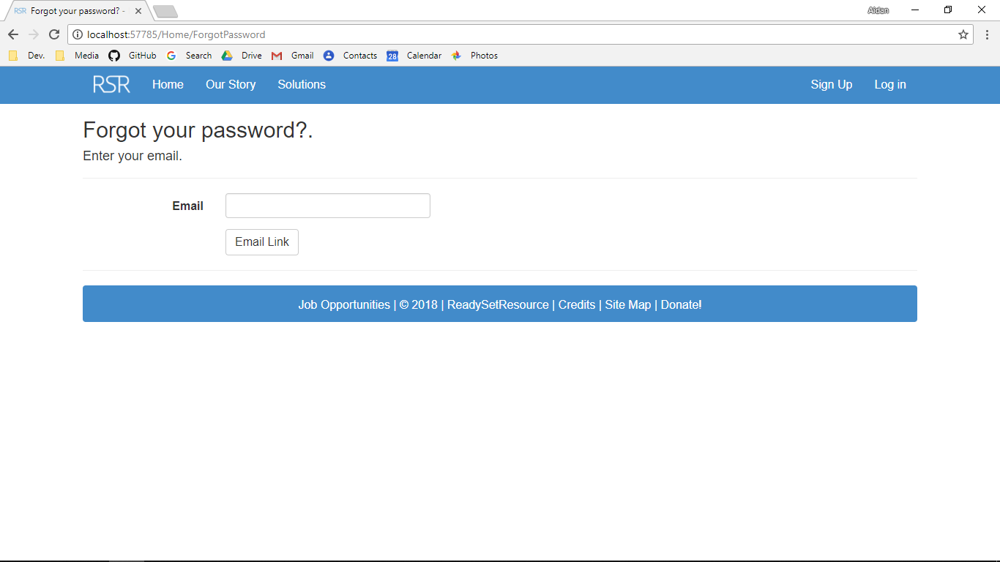 RSR Forgot your password? -
Aidan
localhost:57785/Home/ForgotPassword
Dev. Media GitHub Search Drive Gmail 28 Contacts Calendar Photos
RSR Home Our Story Solutions Sign Up Log in
Forgot your password?.
Enter your email.
Email
Email Link
Job Opportunities | © 2018 | ReadySetResource | Credits | Site Map | Donate!